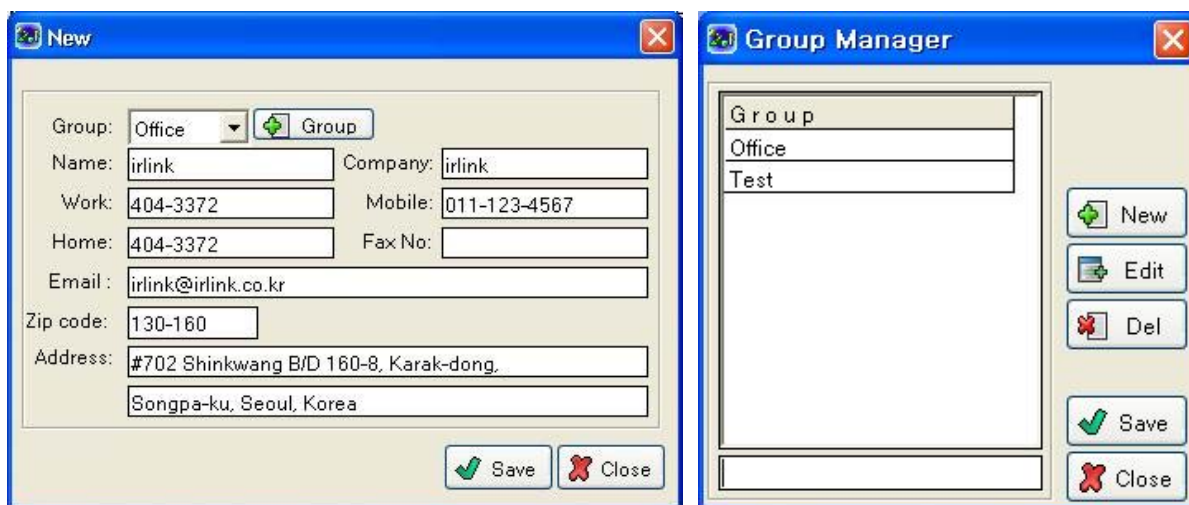 New
Group: Office Group
Name: irlink Company: irlink
Work: 404-3372 Mobile: 011-123-4567
Home: 404-3372 Fax No:
Email : irlink@irlink.co.kr
Zip code: 130-160
Address: #702 Shinkwang B/D 160-8, Karak-dong,
Songpa-ku, Seoul, Korea
Save Close
Group Manager
Group
Office
Test
New
Edit
Del
Save
Close